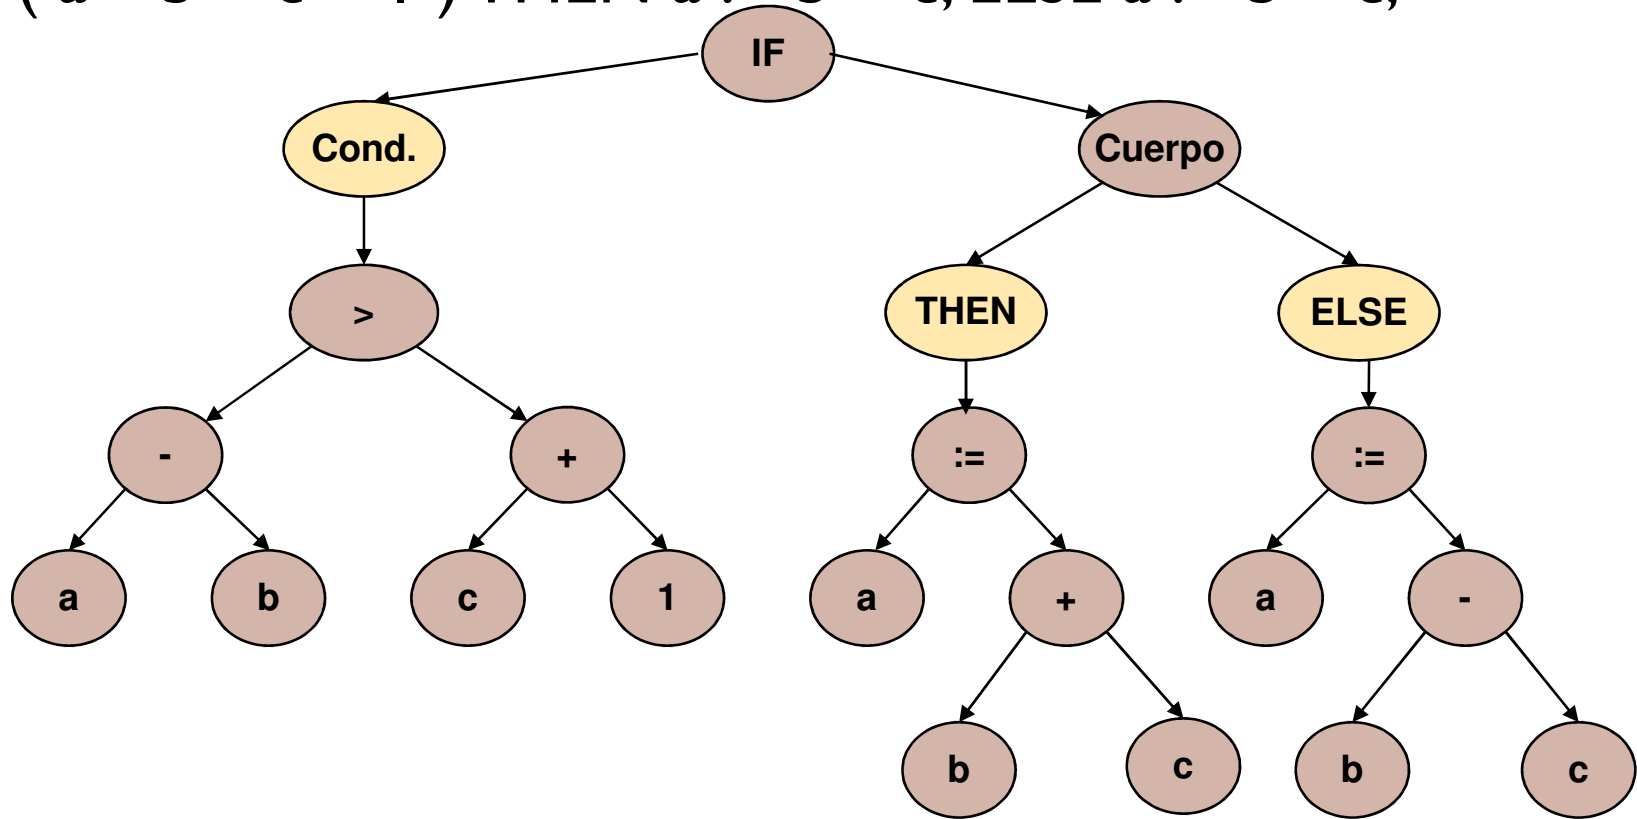 IF
Cond. Cuerpo
> THEN ELSE
- + := :=
a b c 1 a + a -
b c b c